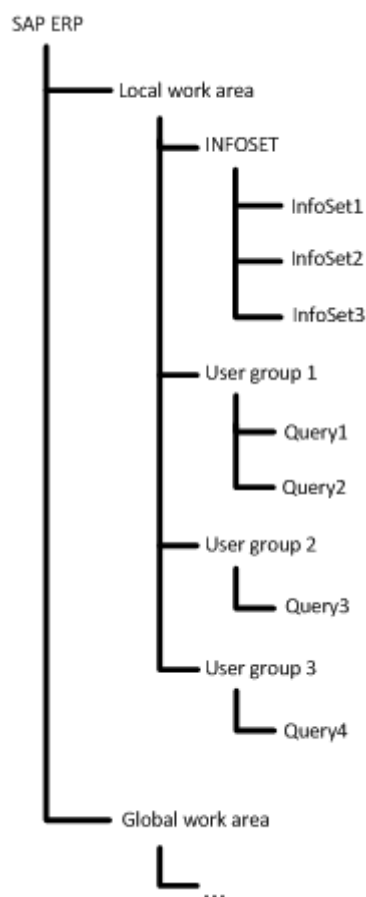 SAP ERP
Local work area
INFOSET
InfoSet1
InfoSet2
InfoSet3
User group 1
Query1
Query2
User group 2
Query3
User group 3
Query4
Global work area
...